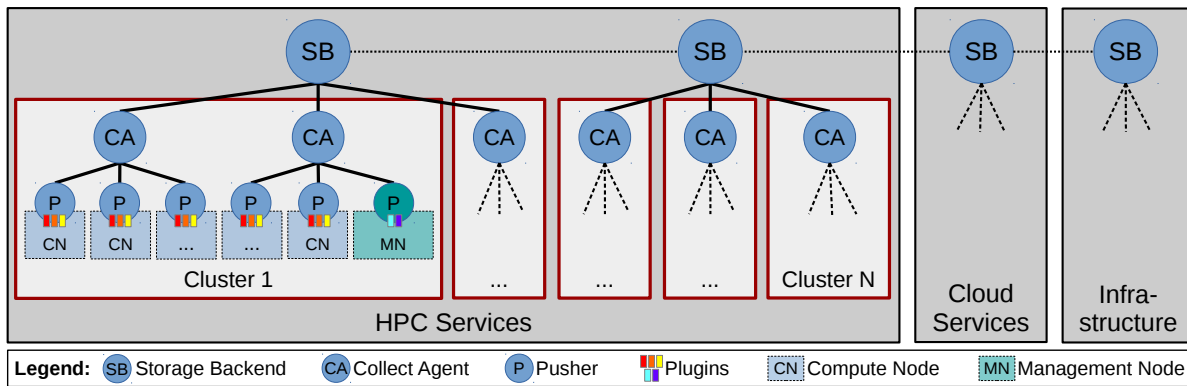 SB SB SB SB
CA CA CA CA CA CA
P P P P P P
CN CN ... ... CN MN
Cluster 1 ... ... ... Cluster N
HPC Services
Cloud
Services
Infra-
structure
Legend: SB Storage Backend CA Collect Agent P Pusher Plugins CN Compute Node MN Management Node